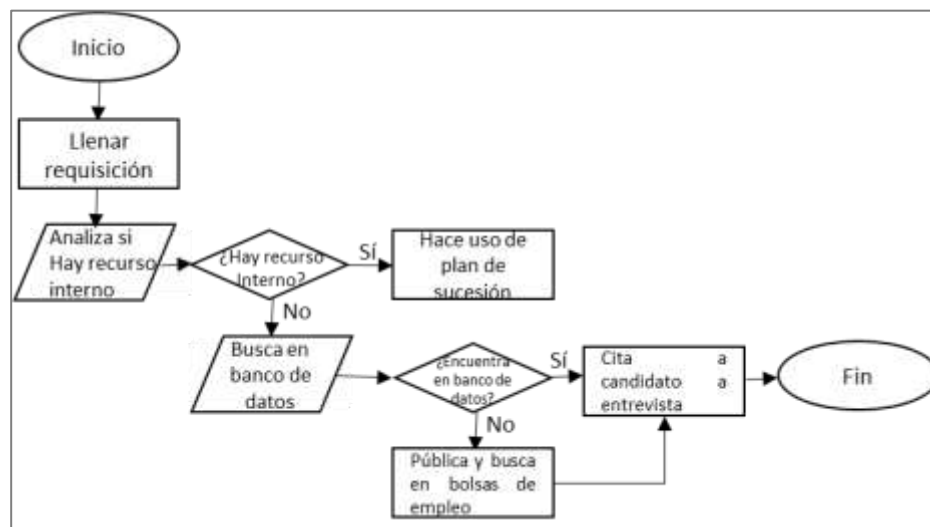 Inicio
Llenar
requisición
Analiza si
Hay recurso
interno
¿Hay recurso
Interno?
Sí
Hace uso de
plan de
sucesión
No
Busca en
banco de
datos
¿Encuentra
en banco de
datos?
Sí
Cita a
candidato a
entrevista
Fin
No
Pública y busca
en bolsas de
empleo